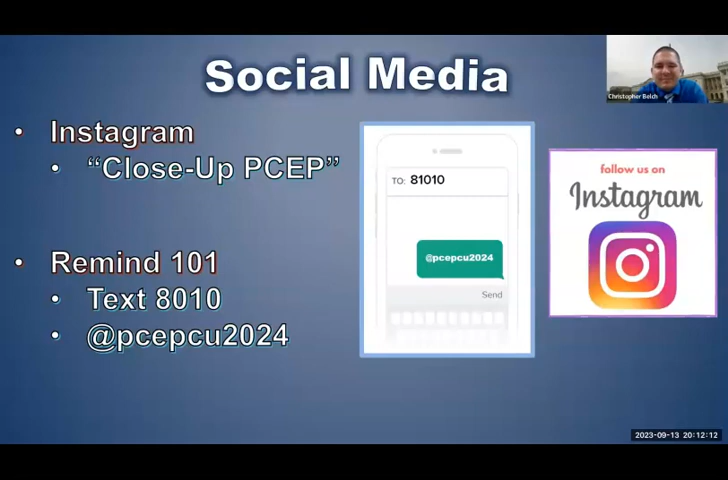 Social Media
Christopher Belch
• Instagram
• “Close-Up PCEP”
• Remind 101
• Text 8010
• @pcepcu2024
TO: 81010
@pcepcu2024
Send
follow us on
Instagram
2023-09-13 20:12:12